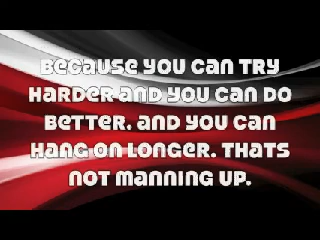 BECAUSE YOU CAN TRY
HARDER AND YOU CAN DO
BETTER. AND YOU CAN
HANG ON LONGER. THATS
NOT MANNING UP.